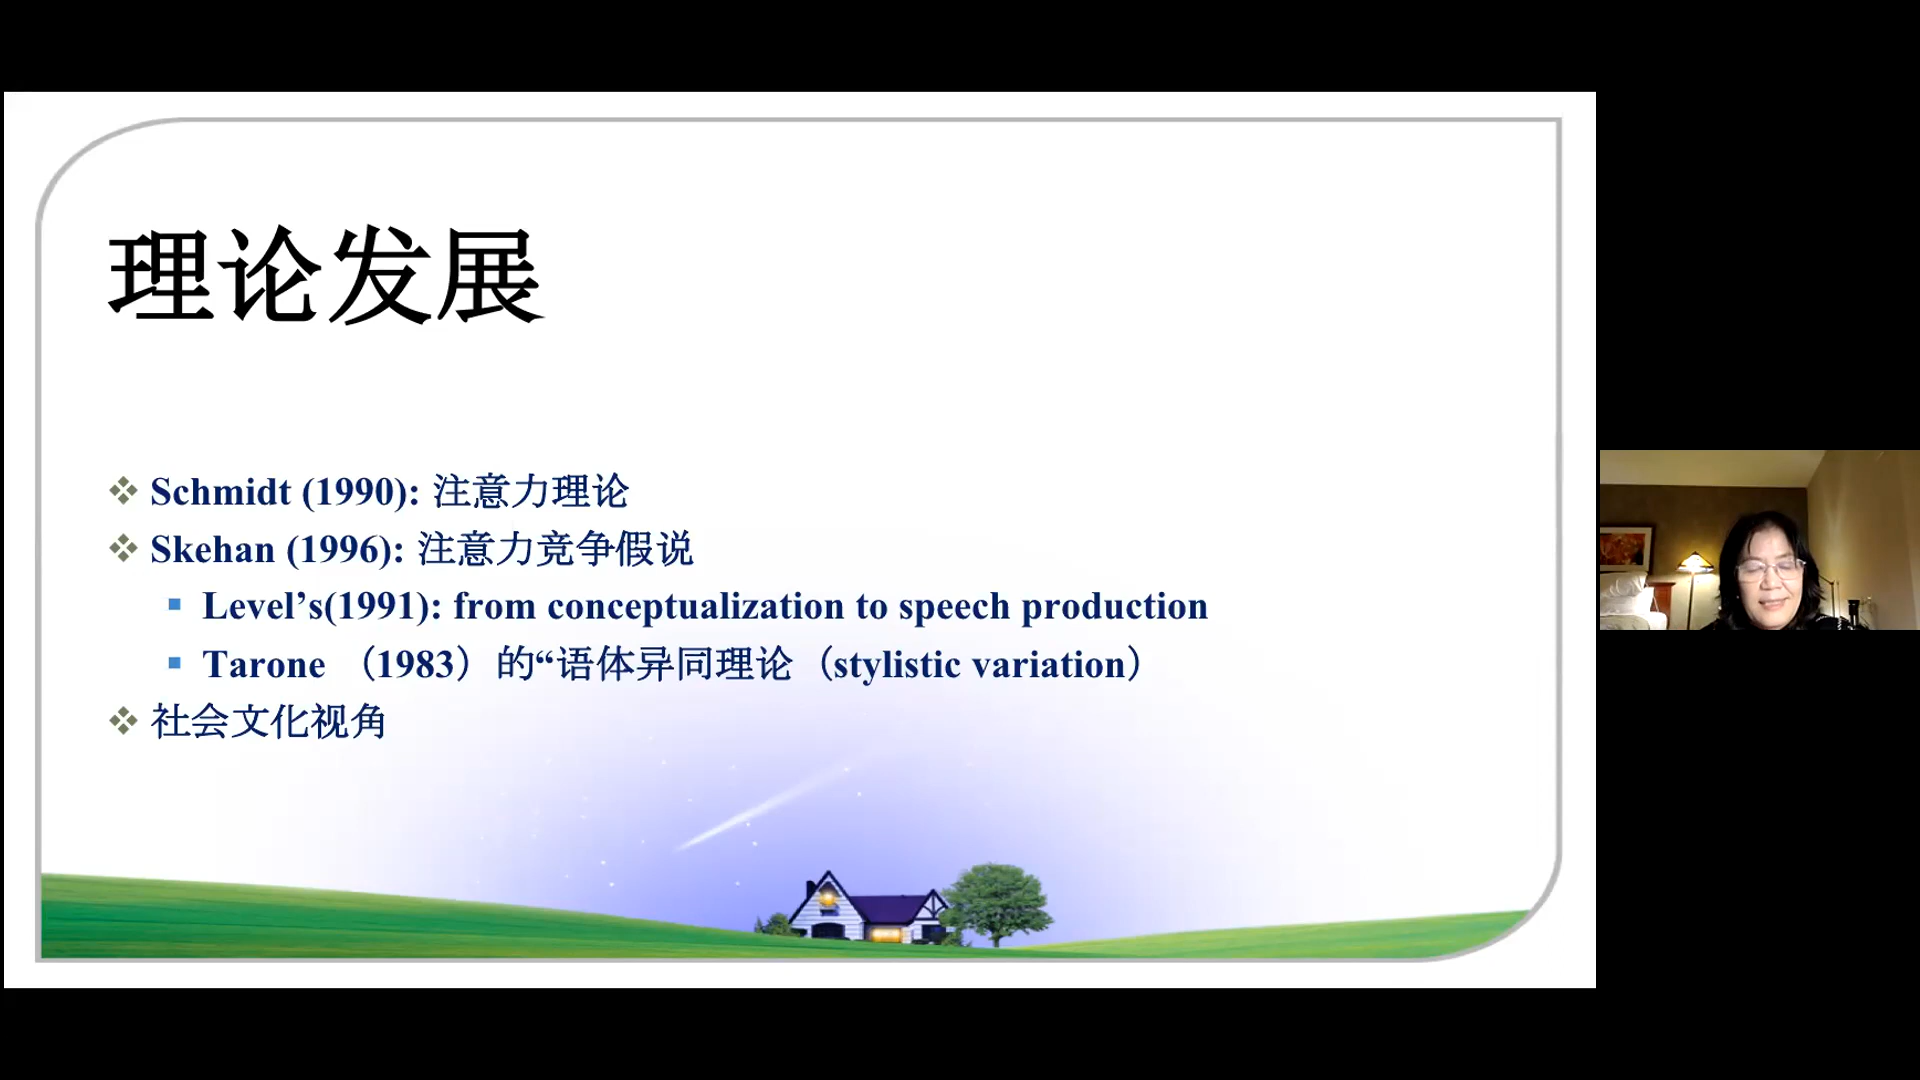 理论发展
Schmidt (1990): 注意力理论
Skehan (1996): 注意力竞争假说
Level’s(1991): from conceptualization to speech production
Tarone （1983）的“语体异同理论（stylistic variation）
社会文化视角